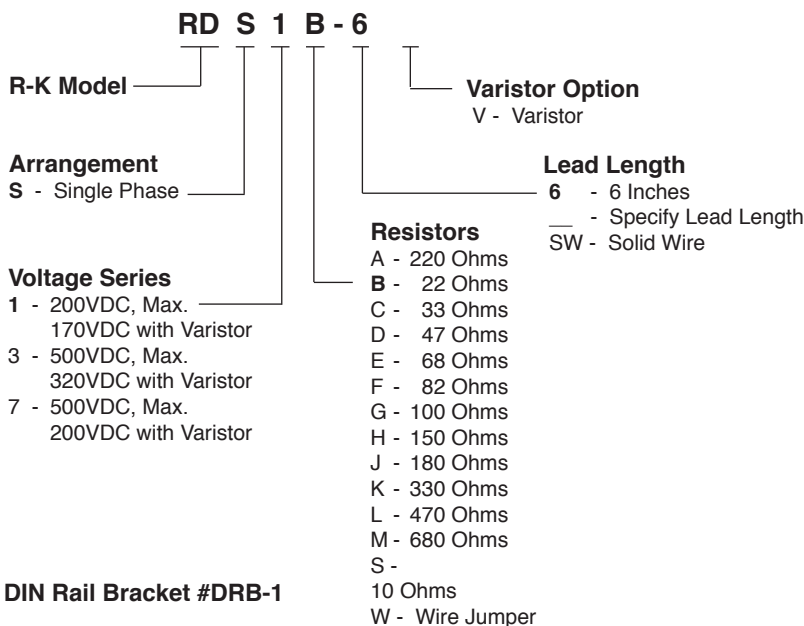 RD S 1 B - 6
R-K Model
Varistor Option
V - Varistor
Arrangement
S - Single Phase
Lead Length
6 - 6 Inches
__ - Specify Lead Length
SW - Solid Wire
Voltage Series
1 - 200VDC, Max.
170VDC with Varistor
3 - 500VDC, Max.
320VDC with Varistor
7 - 500VDC, Max.
200VDC with Varistor
Resistors
A - 220 Ohms
B - 22 Ohms
C - 33 Ohms
D - 47 Ohms
E - 68 Ohms
F - 82 Ohms
G - 100 Ohms
H - 150 Ohms
J - 180 Ohms
K - 330 Ohms
L - 470 Ohms
M - 680 Ohms
S -
10 Ohms
W - Wire Jumper
DIN Rail Bracket #DRB-1